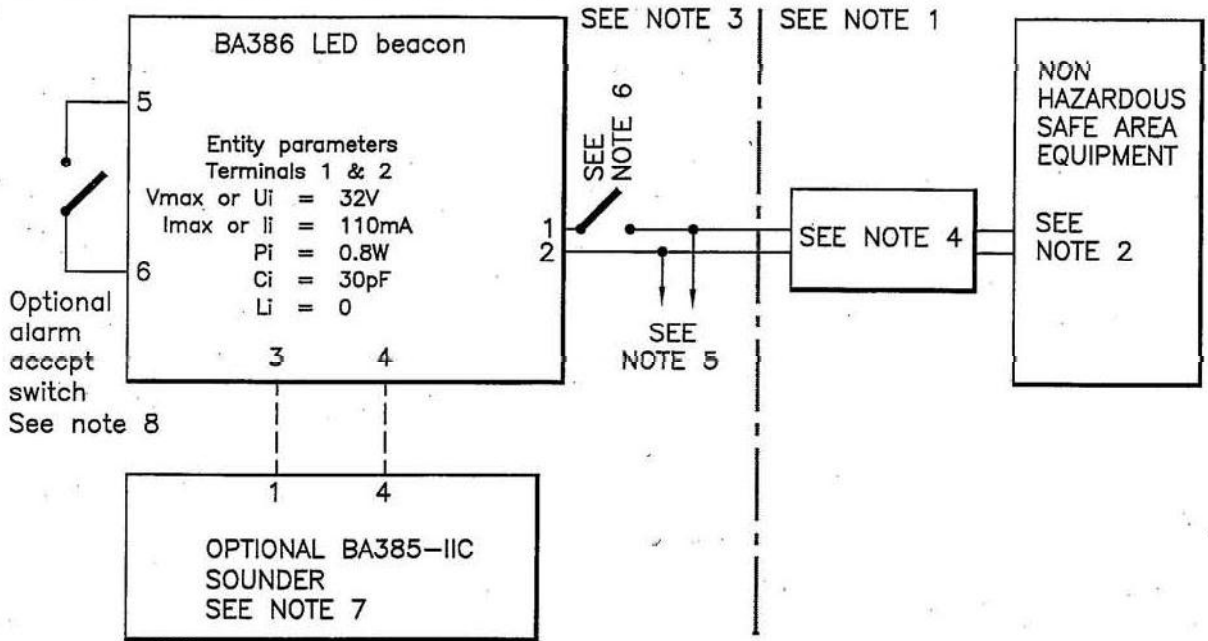 SEE NOTE 3
SEE NOTE 1
BA386 LED beacon
5
6
Entity parameters
Terminals 1 & 2
Vmax or Ui = 32V
Imax or Ii = 110mA
Pi = 0.8W
Ci = 30pF
Li = 0
3 4
1
2
SEE
NOTE 6
SEE
NOTE 5
SEE NOTE 4
NON
HAZARDOUS
SAFE AREA
EQUIPMENT
SEE
NOTE 2
Optional
alarm
accept
switch
See note 8
1 4
OPTIONAL BA385-IIC
SOUNDER
SEE NOTE 7